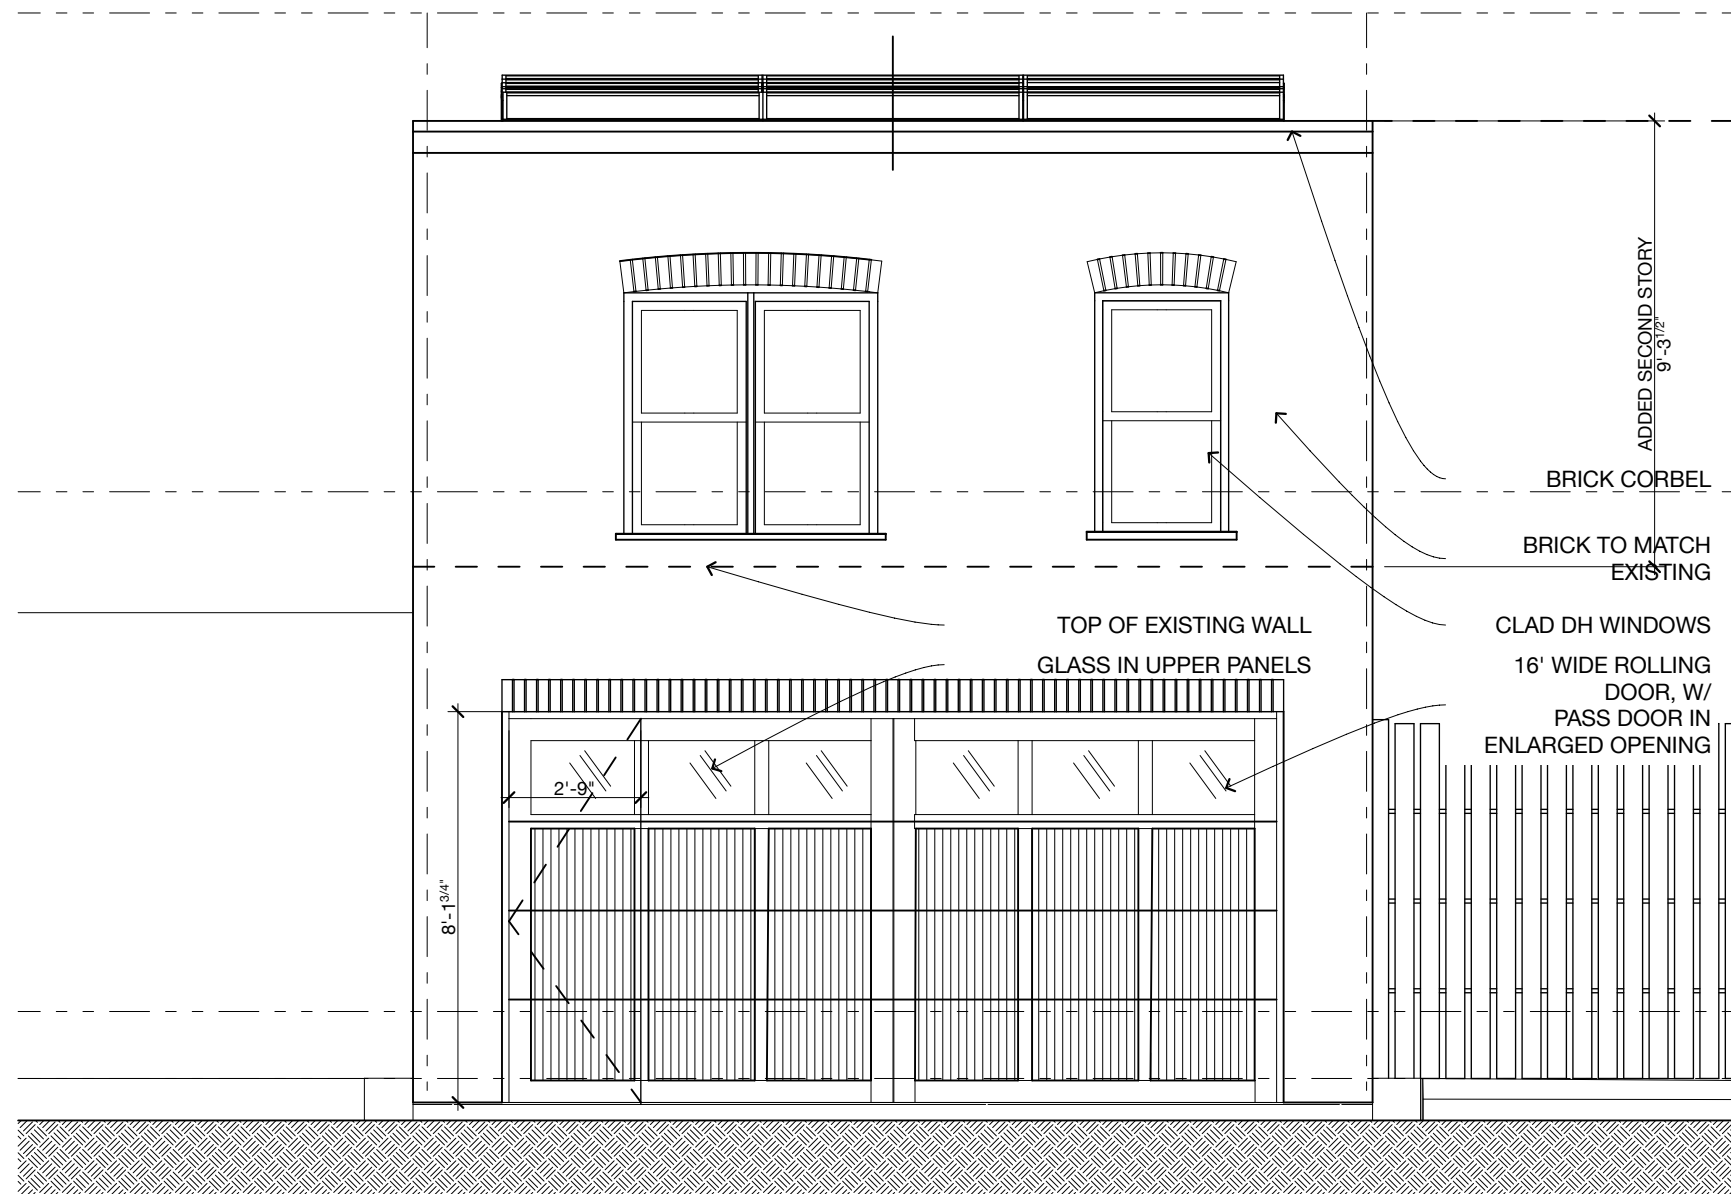 ADDED SECOND STORY
9'-3 1/2"
BRICK CORBEL
BRICK TO MATCH
EXISTING
TOP OF EXISTING WALL
CLAD DH WINDOWS
GLASS IN UPPER PANELS
16' WIDE ROLLING
DOOR, W/
PASS DOOR IN
ENLARGED OPENING
2'-9"
8'-1 3/4"